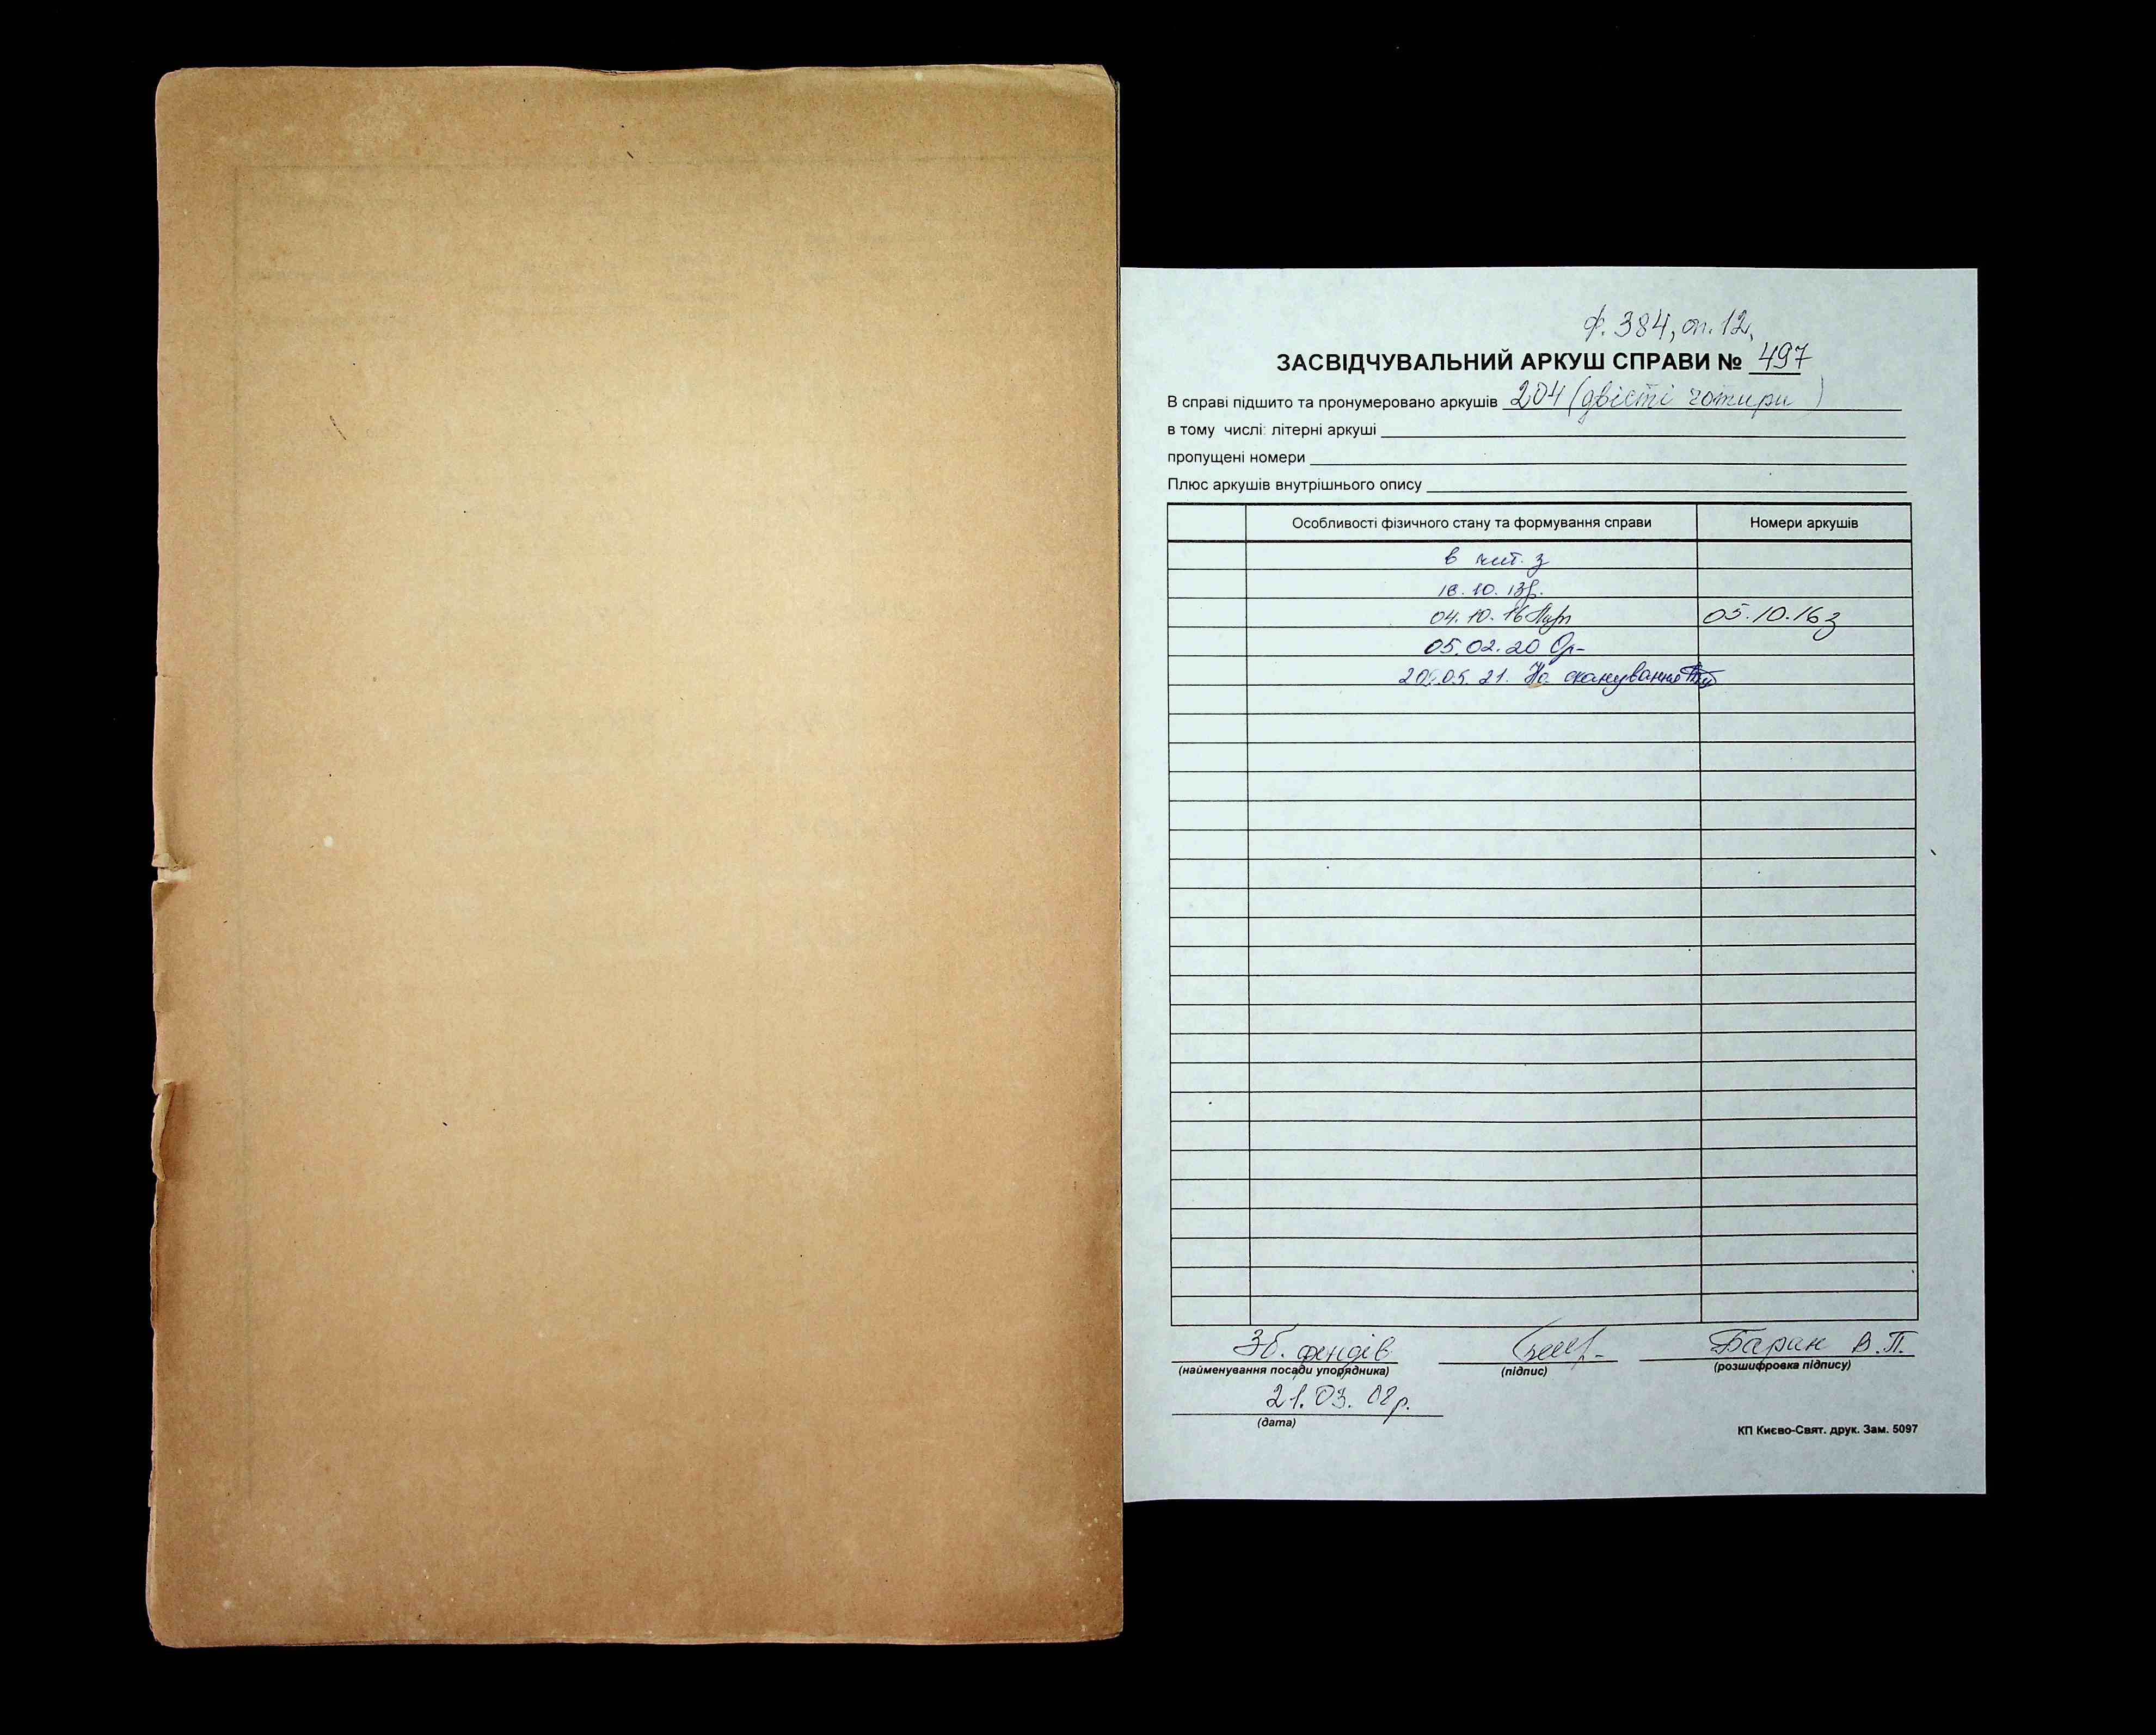 ф. 384, оп. 12,
ЗАСВІДЧУВАЛЬНИЙ АРКУШ СПРАВИ № 497
В справі підшито та пронумеровано аркушів 204 (двісті чотири)
в тому числі: літерні аркуші
пропущені номери
Плюс аркушів внутрішнього опису
Особливості фізичного стану та формування справи Номери аркушів
в чит. з
18.10.13р.
04.10.16 05.10.16 з
05.02.20
20.05.21. На сканування
Зб. фондів Баран В.П.
(найменування посади упорядника) (підпис) (розшифровка підпису)
21.03.08р.
(дата)
КП Києво-Свят. друк. Зам. 5097